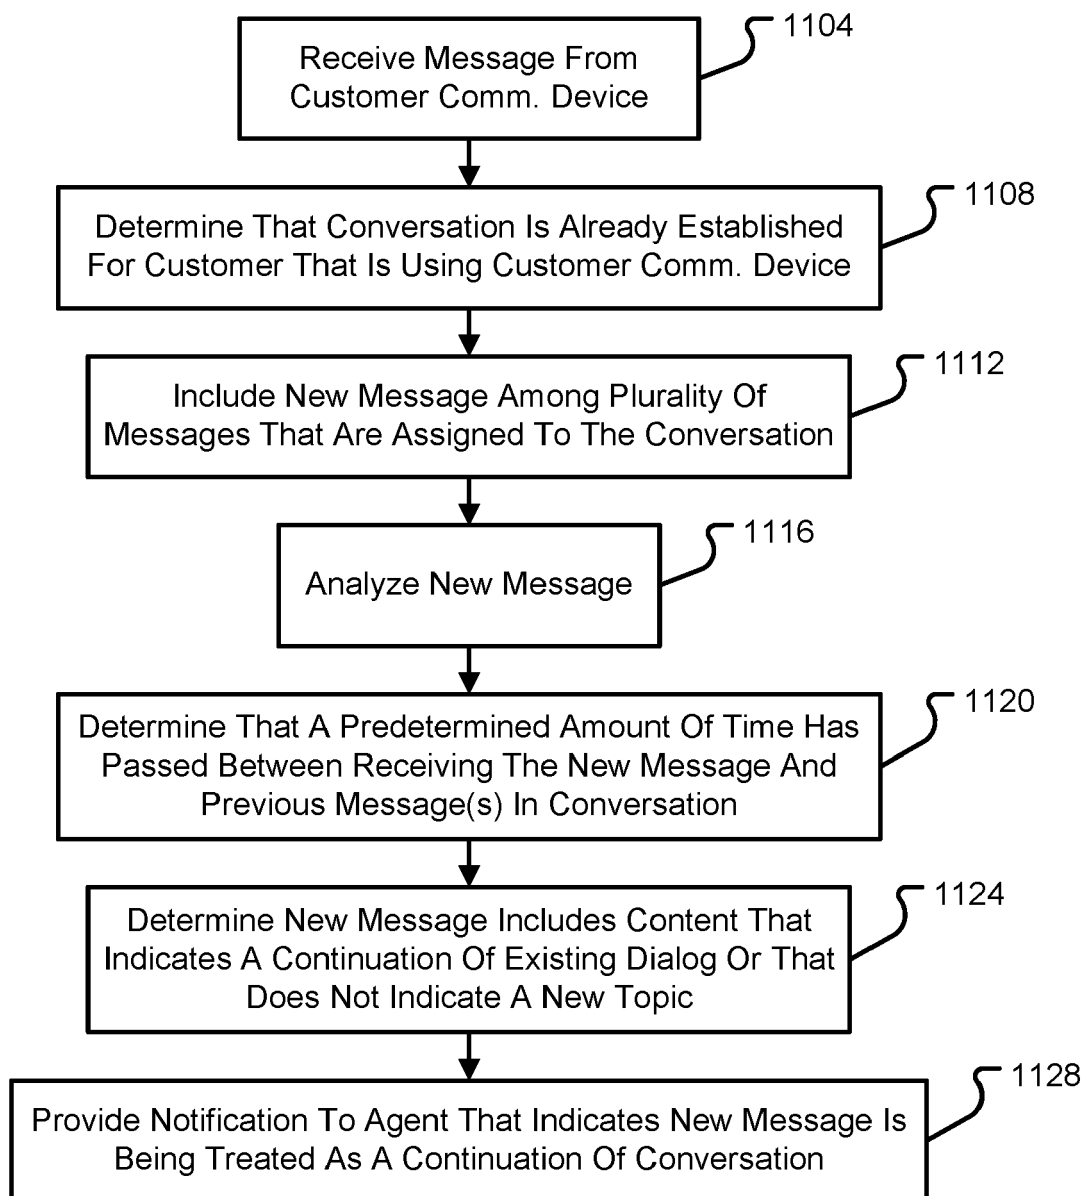 Receive Message From
Customer Comm. Device
1104
Determine That Conversation Is Already Established
For Customer That Is Using Customer Comm. Device
1108
Include New Message Among Plurality Of
Messages That Are Assigned To The Conversation
1112
Analyze New Message
1116
Determine That A Predetermined Amount Of Time Has
Passed Between Receiving The New Message And
Previous Message(s) In Conversation
1120
Determine New Message Includes Content That
Indicates A Continuation Of Existing Dialog Or That
Does Not Indicate A New Topic
1124
Provide Notification To Agent That Indicates New Message Is
Being Treated As A Continuation Of Conversation
1128